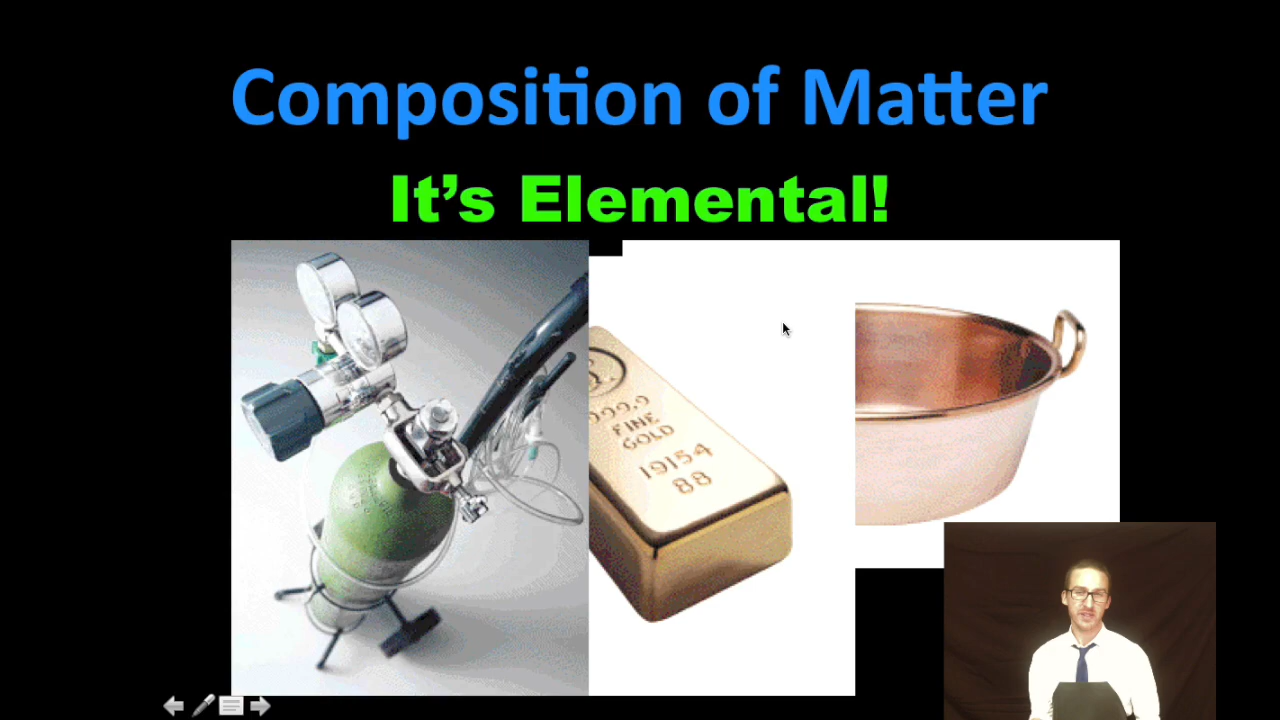 Composition of Matter
It's Elemental!
999.9
FINE
GOLD
19154
88